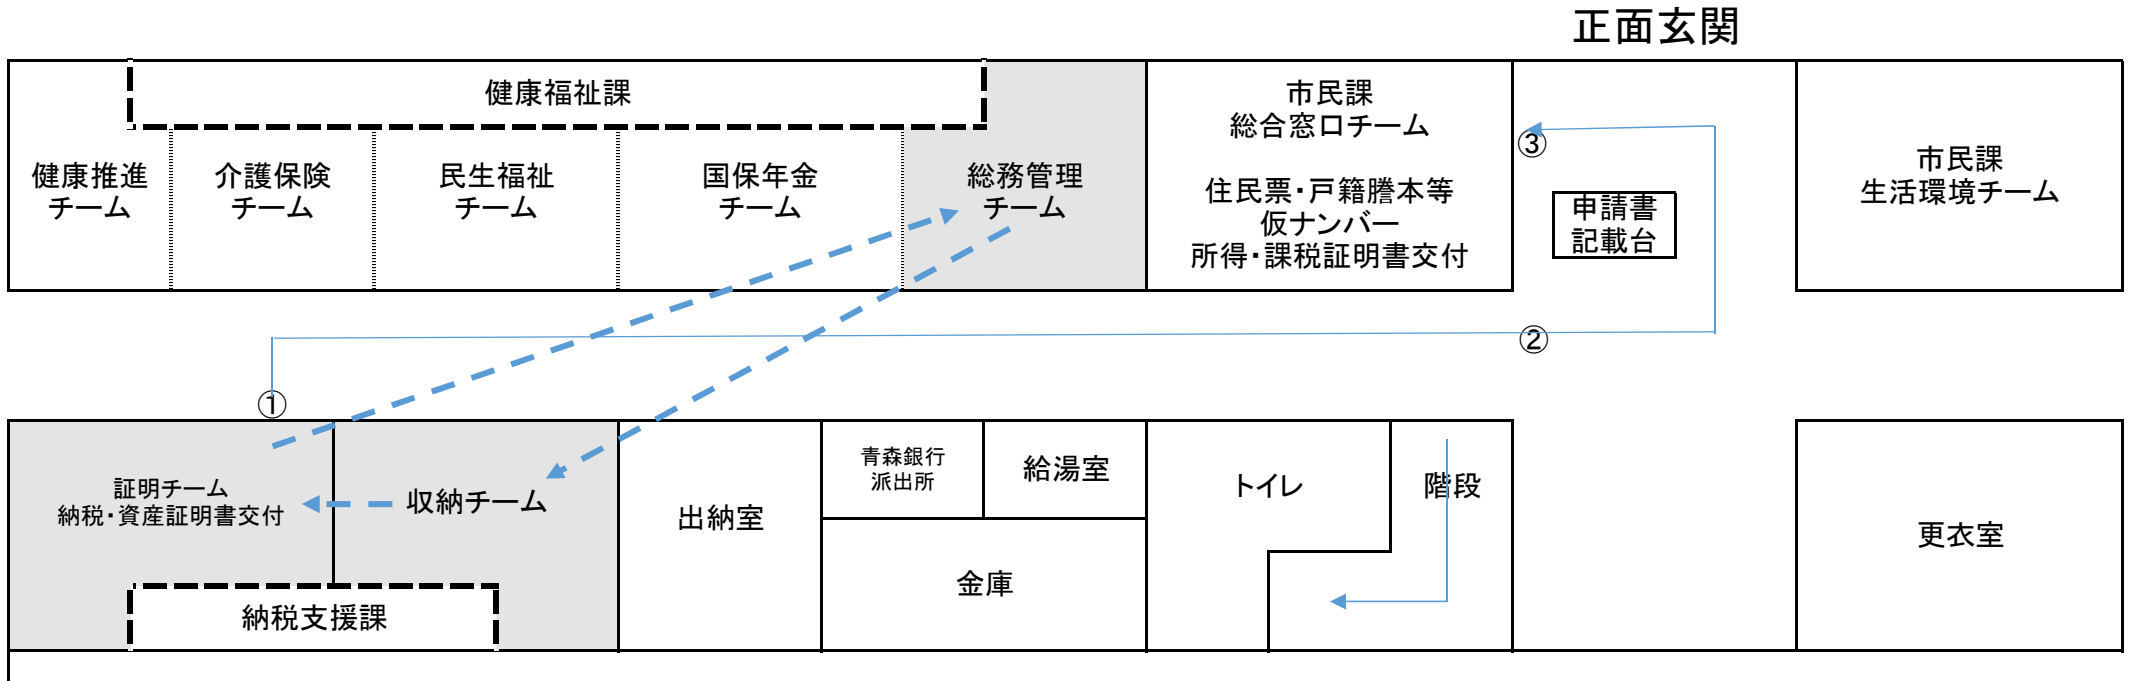 正面玄関
健康福祉課
健康推進
チーム
介護保険
チーム
民生福祉
チーム
国保年金
チーム
総務管理
チーム
市民課
総合窓口チーム
住民票・戸籍謄本等
仮ナンバー
所得・課税証明書交付
③
申請書
記載台
市民課
生活環境チーム
②
①
証明チーム
納税・資産証明書交付
収納チーム
納税支援課
出納室
青森銀行
派出所
給湯室
金庫
トイレ
階段
更衣室